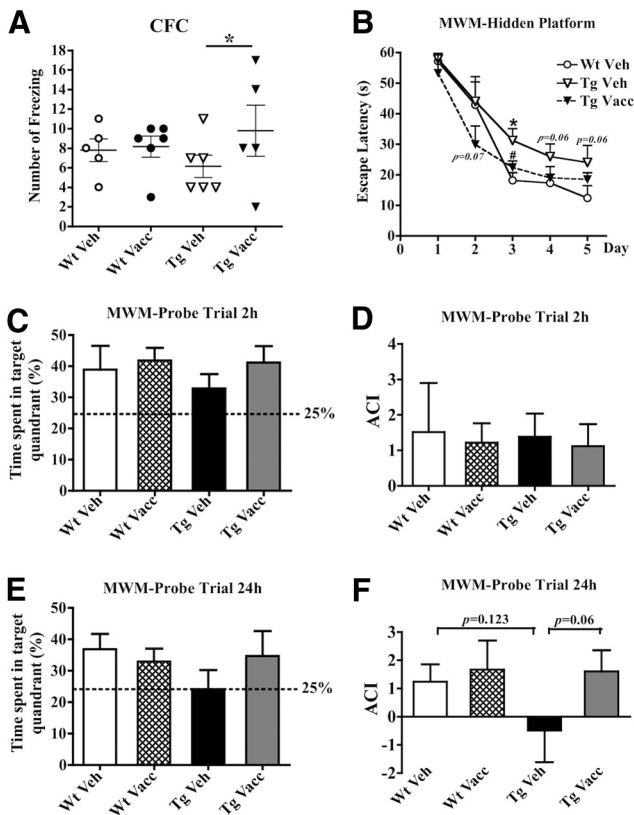 A
CFC
Number of Freezing
18
16
14
12
10
8
6
4
2
0
*
Wt Veh
Wt Vacc
Tg Veh
Tg Vacc
B
MWM-Hidden Platform
Escape Latency (s)
60
50
40
30
20
10
0
Wt Veh
Tg Veh
Tg Vacc
p=0.07
*
#
p=0.06
p=0.06
0
1
2
3
4
5
Day
C
MWM-Probe Trial 2h
Time spent in target
quandrant (%)
50
40
30
20
10
0
25%
Wt Veh
Wt Vacc
Tg Veh
Tg Vacc
D
MWM-Probe Trial 2h
ACI
4
3
2
1
0
Wt Veh
Wt Vacc
Tg Veh
Tg Vacc
E
MWM-Probe Trial 24h
Time spent in target
quandrant (%)
50
40
30
20
10
0
25%
Wt Veh
Wt Vacc
Tg Veh
Tg Vacc
F
MWM-Probe Trial 24h
p=0.123
p=0.06
ACI
3
2
1
0
-1
-2
Wt Veh
Wt Vacc
Tg Veh
Tg Vacc